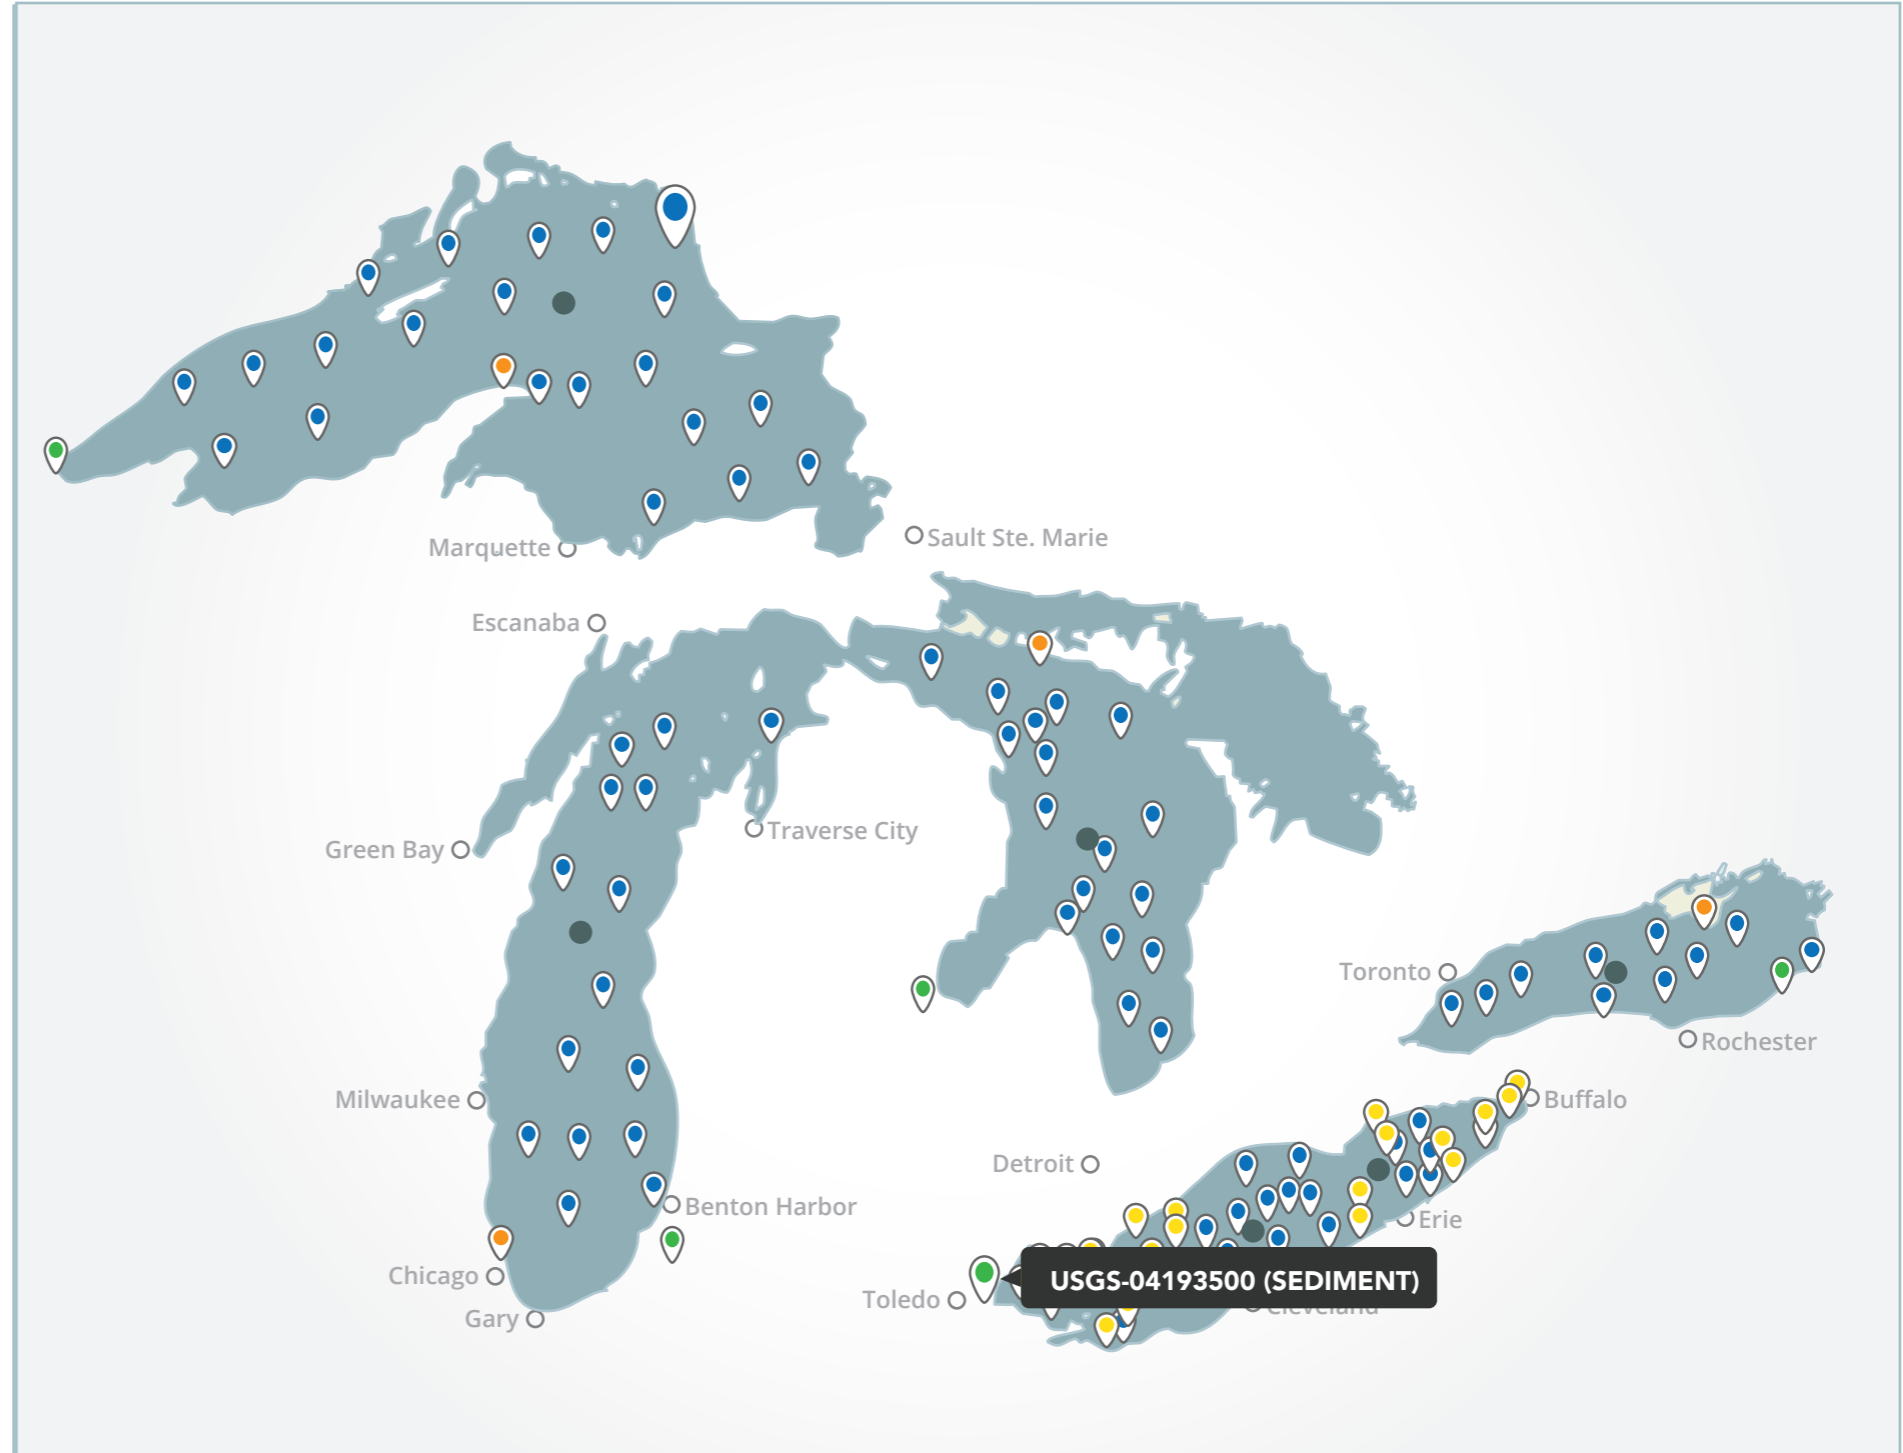 Sault Ste. Marie
Marquette
Escanaba
Traverse City
Green Bay
Toronto
Rochester
Milwaukee
Buffalo
Detroit
Benton Harbor
Erie
Chicago
USGS-04193500 (SEDIMENT)
Toledo
Cleveland
Gary